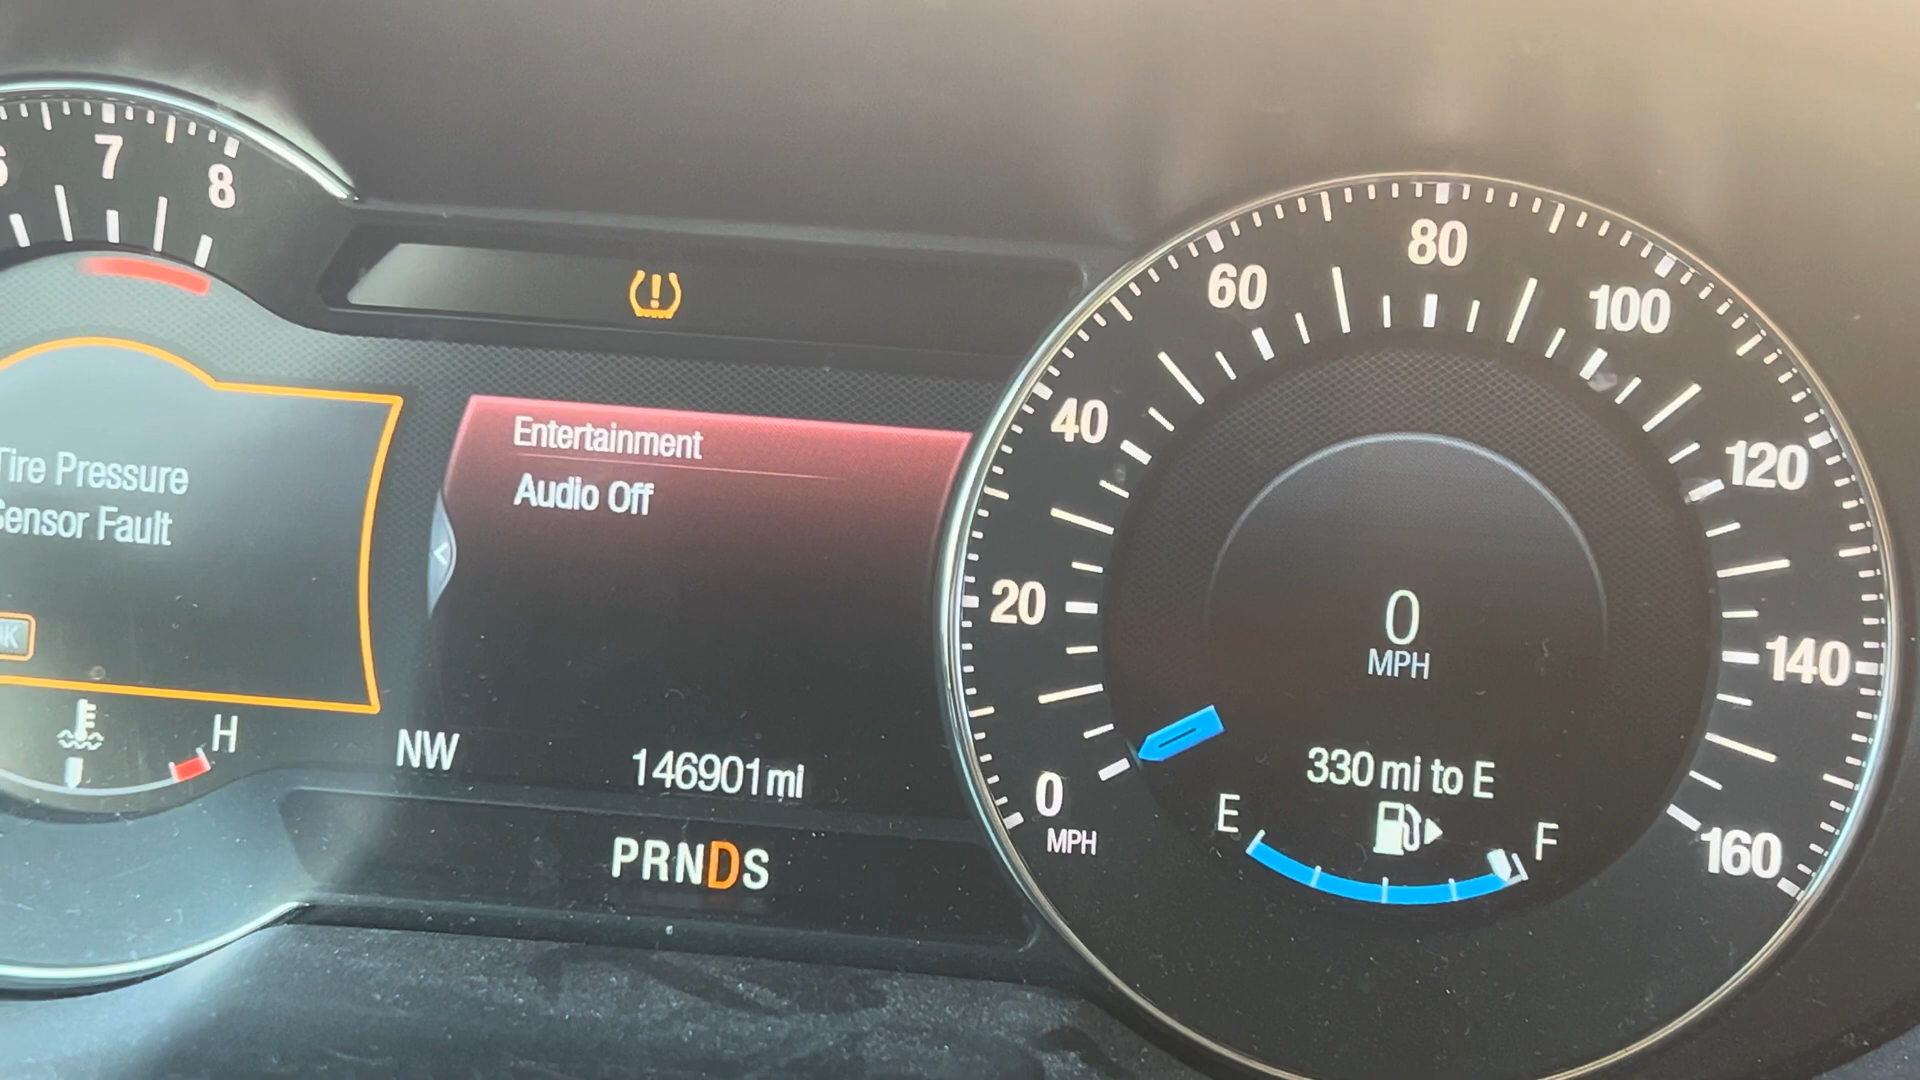 7
8
Tire Pressure
Sensor Fault
OK
H
Entertainment
Audio Off
NW
146901 mi
PRNDS
0
20
40
60
80
100
120
140
160
MPH
0
MPH
330 mi to E
E
F